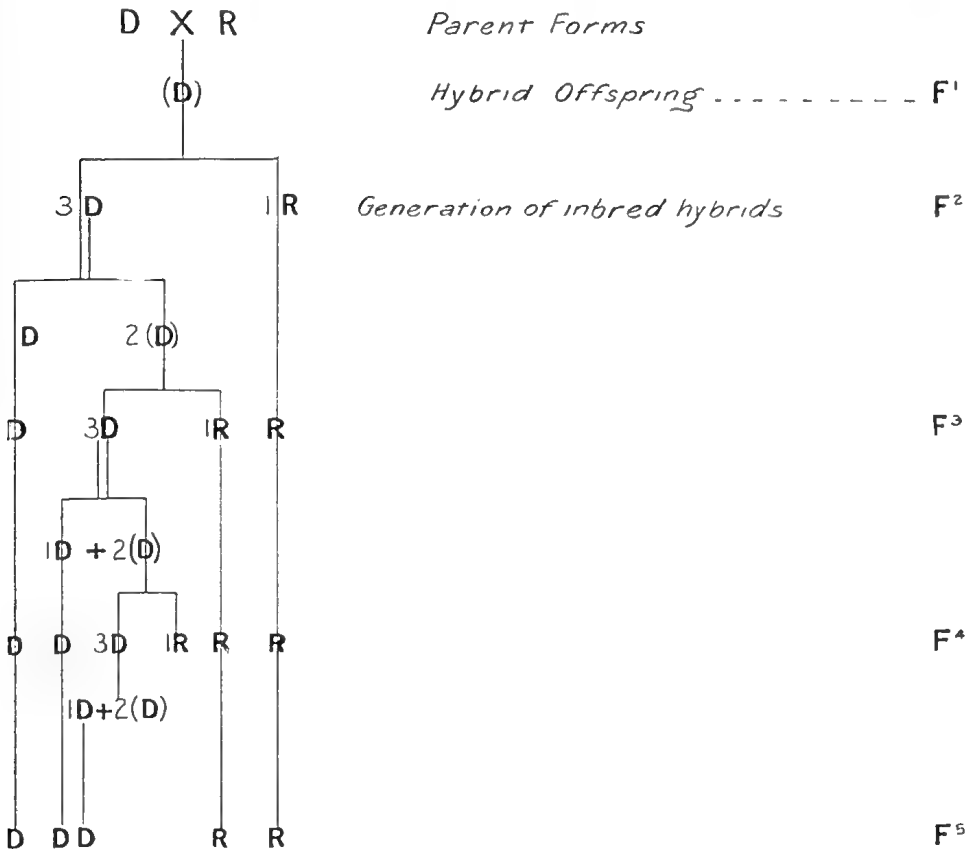 D X R Parent Forms
(D) Hybrid Offspring - - - - - - - - - F¹
3 D 1 R Generation of inbred hybrids F²
D 2 (D)
D 3D 1R R F³
1D + 2(D)
D D 3D 1R R R F⁴
1D+2(D)
D D D R R F⁵